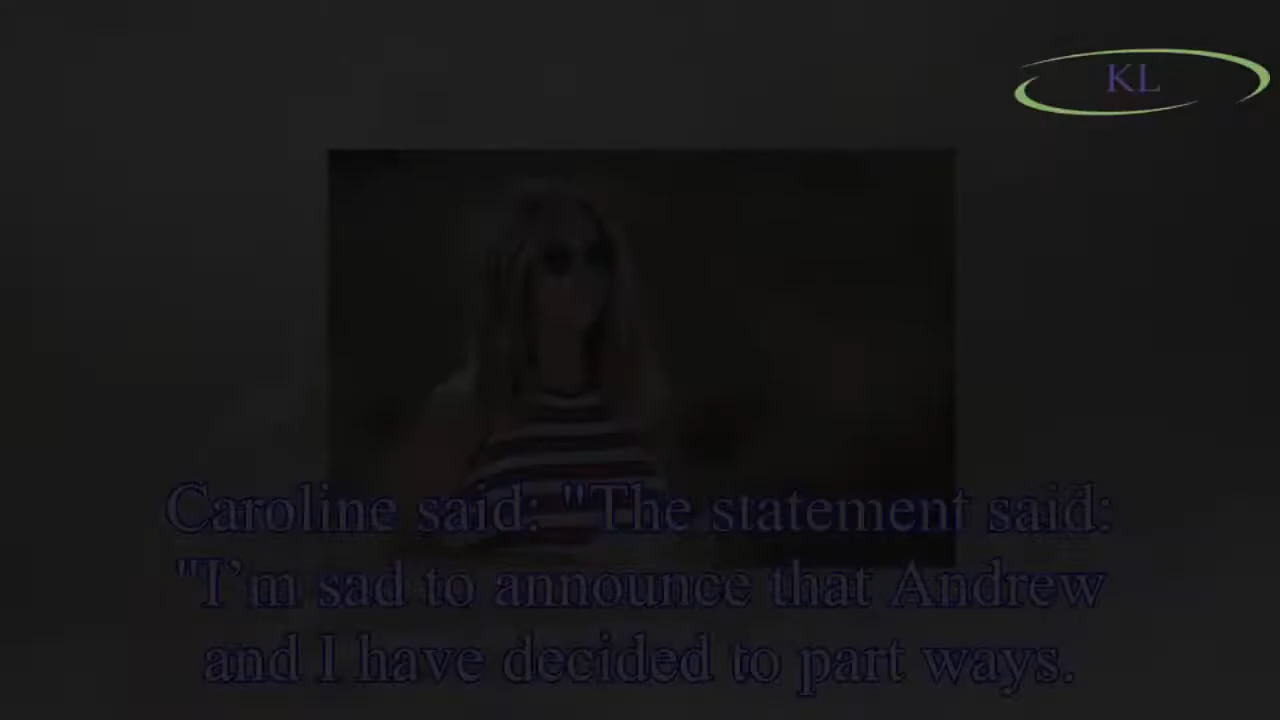 KL
Caroline said: "The statement said:
"I’m sad to announce that Andrew
and I have decided to part ways.